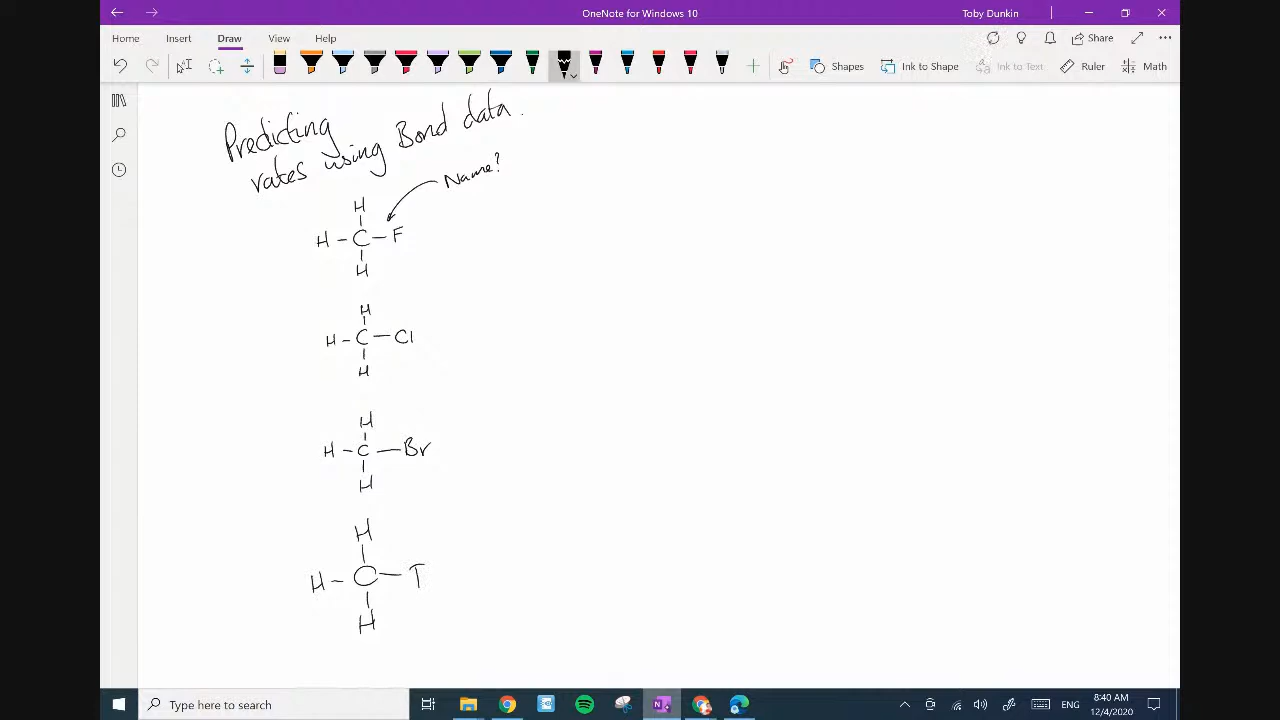 OneNote for Windows 10
Toby Dunkin
Home Insert Draw View Help
Share
Shapes Ink to Shape Ink to Text Ruler Math
Predicting
rates using Bond data.
Name?
H
H - C - F
H
H
H - C - Cl
H
H
H - C - Br
H
H
H - C - T
H
Type here to search
ENG
8:40 AM
12/4/2020